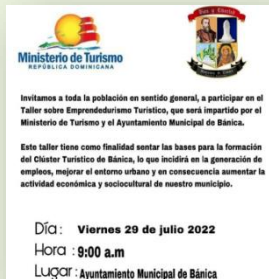 Ministerio de Turismo
REPÚBLICA DOMINICANA
Invitamos a toda la población en sentido general, a participar en el
Taller sobre Emprendedurismo Turístico, que será impartido por el
Ministerio de Turismo y el Ayuntamiento Municipal de Bánica.
Este taller tiene como finalidad sentar las bases para la formación
del Clúster Turístico de Bánica, lo que incidirá en la generación de
empleos, mejorar el entorno urbano y en consecuencia aumentar la
actividad económica y sociocultural de nuestro municipio.
Día: Viernes 29 de julio 2022
Hora : 9:00 a.m
Lugar : Ayuntamiento Municipal de Bánica